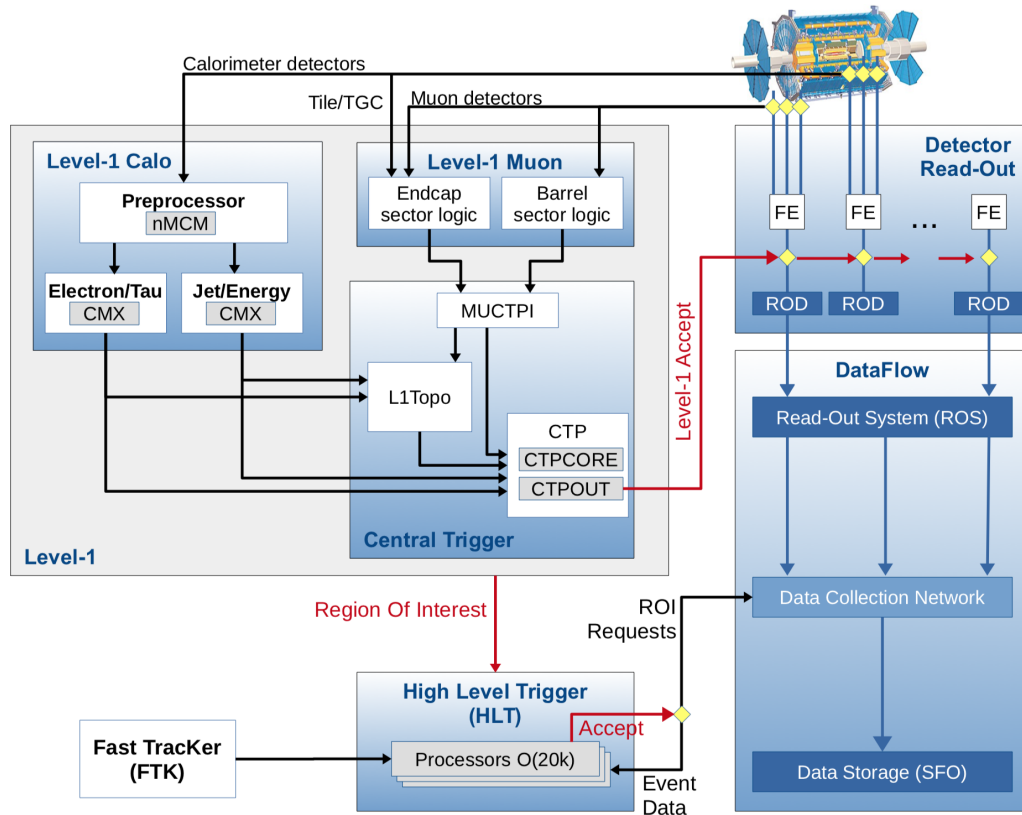 Calorimeter detectors
Tile/TGC
Muon detectors
Level-1 Calo
Preprocessor
nMCM
Electron/Tau
CMX
Jet/Energy
CMX
Level-1 Muon
Endcap
sector logic
Barrel
sector logic
MUCTPI
L1Topo
CTP
CTPCORE
CTPOUT
Central Trigger
Level-1
Level-1 Accept
Detector
Read-Out
FE
FE
...
FE
ROD
ROD
ROD
DataFlow
Read-Out System (ROS)
Data Collection Network
Data Storage (SFO)
Region Of Interest
ROI
Requests
High Level Trigger
(HLT)
Accept
Processors O(20k)
Event
Data
Fast TracKer
(FTK)